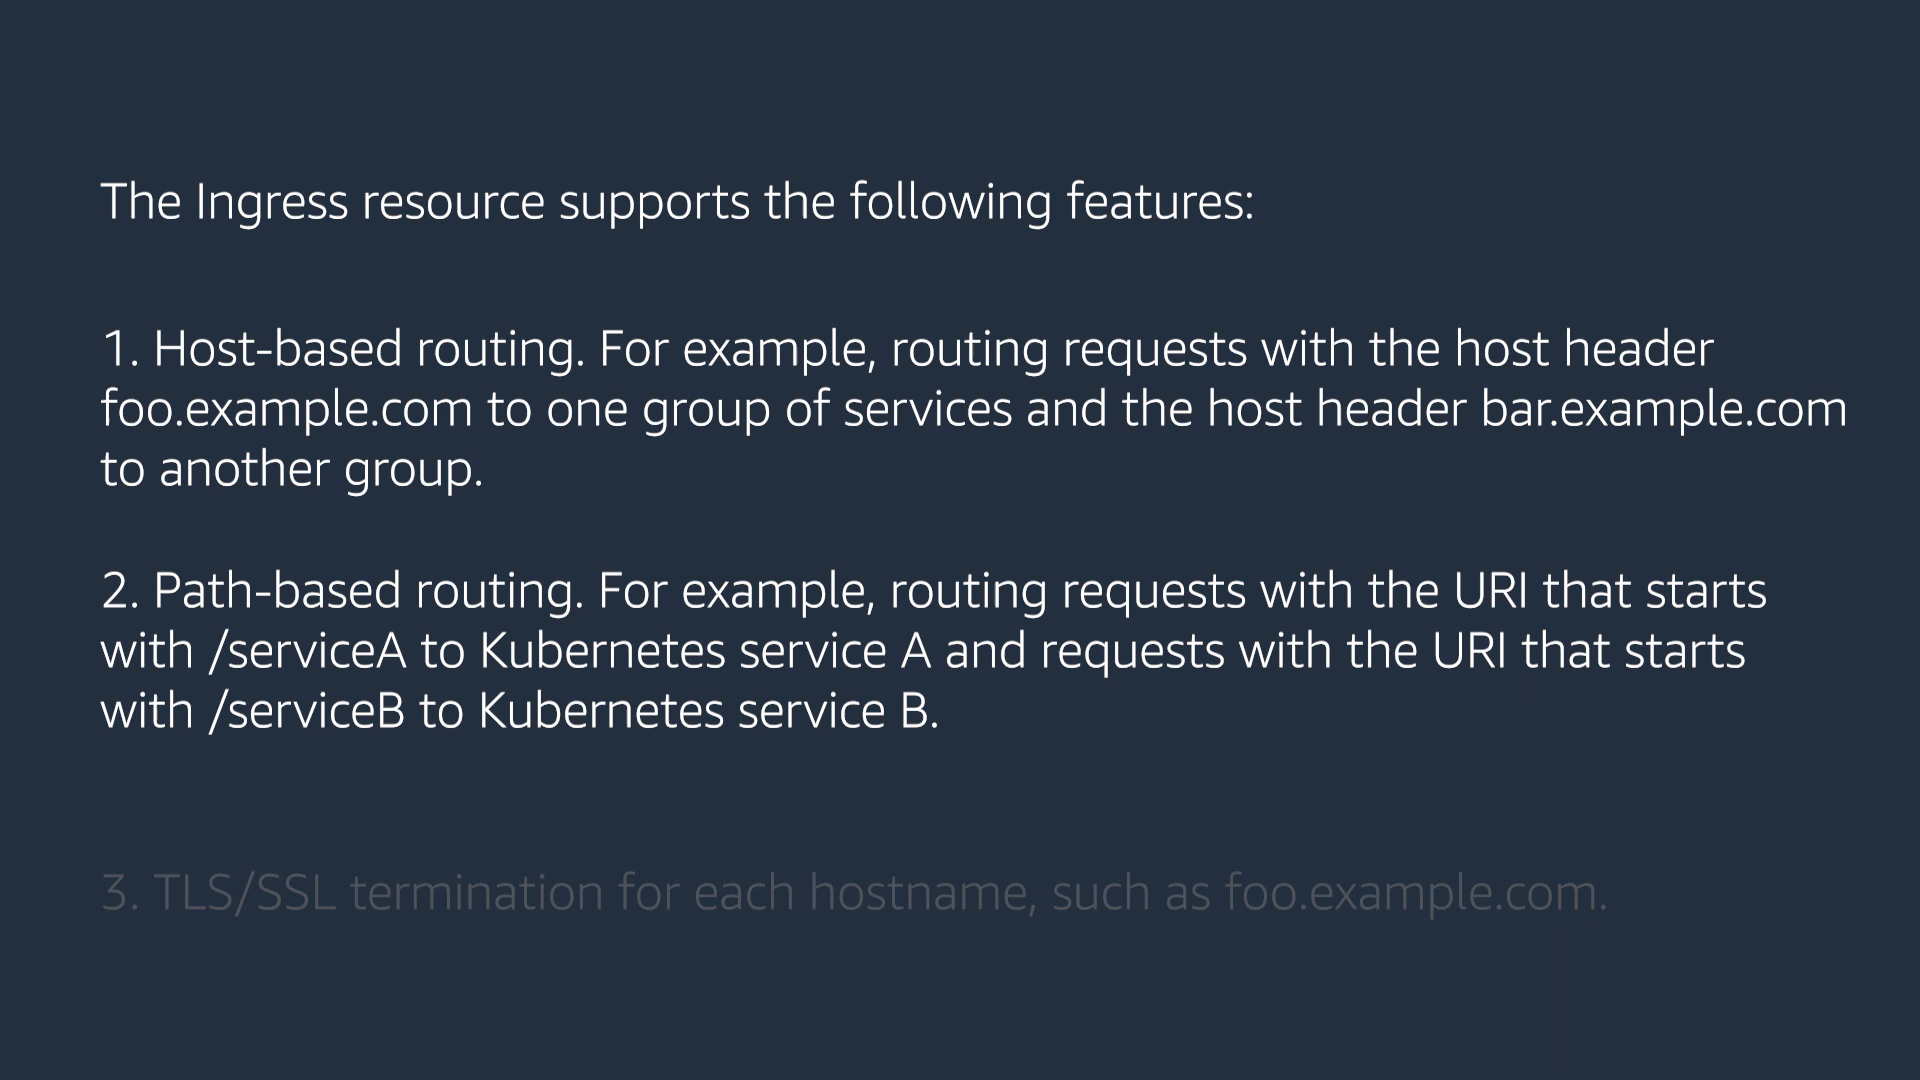 The Ingress resource supports the following features:
1. Host-based routing. For example, routing requests with the host header
foo.example.com to one group of services and the host header bar.example.com
to another group.
2. Path-based routing. For example, routing requests with the URI that starts
with /serviceA to Kubernetes service A and requests with the URI that starts
with /serviceB to Kubernetes service B.
3. TLS/SSL termination for each hostname, such as foo.example.com.